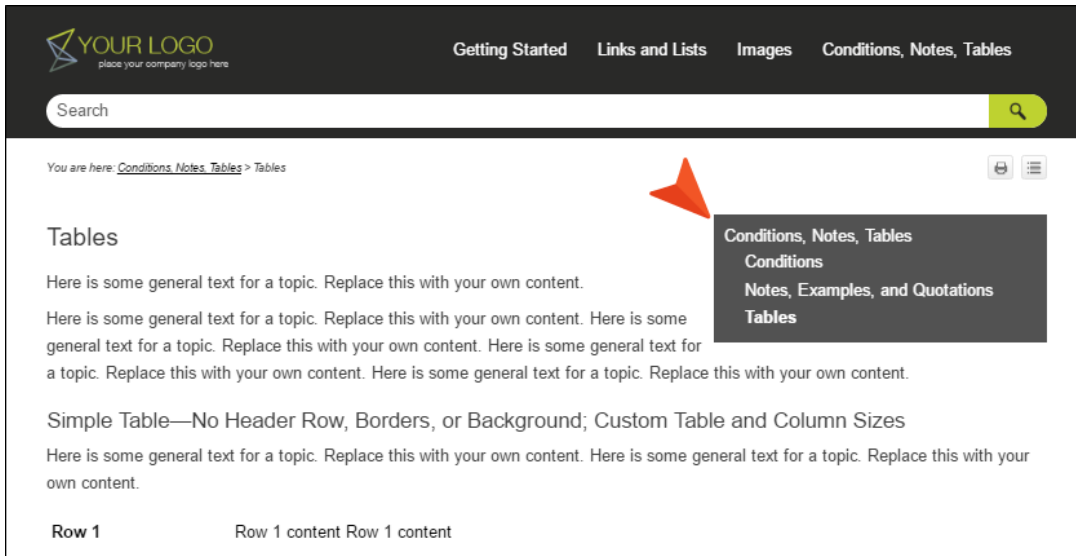 YOUR LOGO
place your company logo here
Getting Started Links and Lists Images Conditions, Notes, Tables
Search
You are here: Conditions, Notes, Tables > Tables
Conditions, Notes, Tables
Conditions
Notes, Examples, and Quotations
Tables
Tables
Here is some general text for a topic. Replace this with your own content.
Here is some general text for a topic. Replace this with your own content. Here is some
general text for a topic. Replace this with your own content. Here is some general text for
a topic. Replace this with your own content. Here is some general text for a topic. Replace this with your own content.
Simple Table—No Header Row, Borders, or Background; Custom Table and Column Sizes
Here is some general text for a topic. Replace this with your own content. Here is some general text for a topic. Replace this with your
own content.
Row 1 Row 1 content Row 1 content